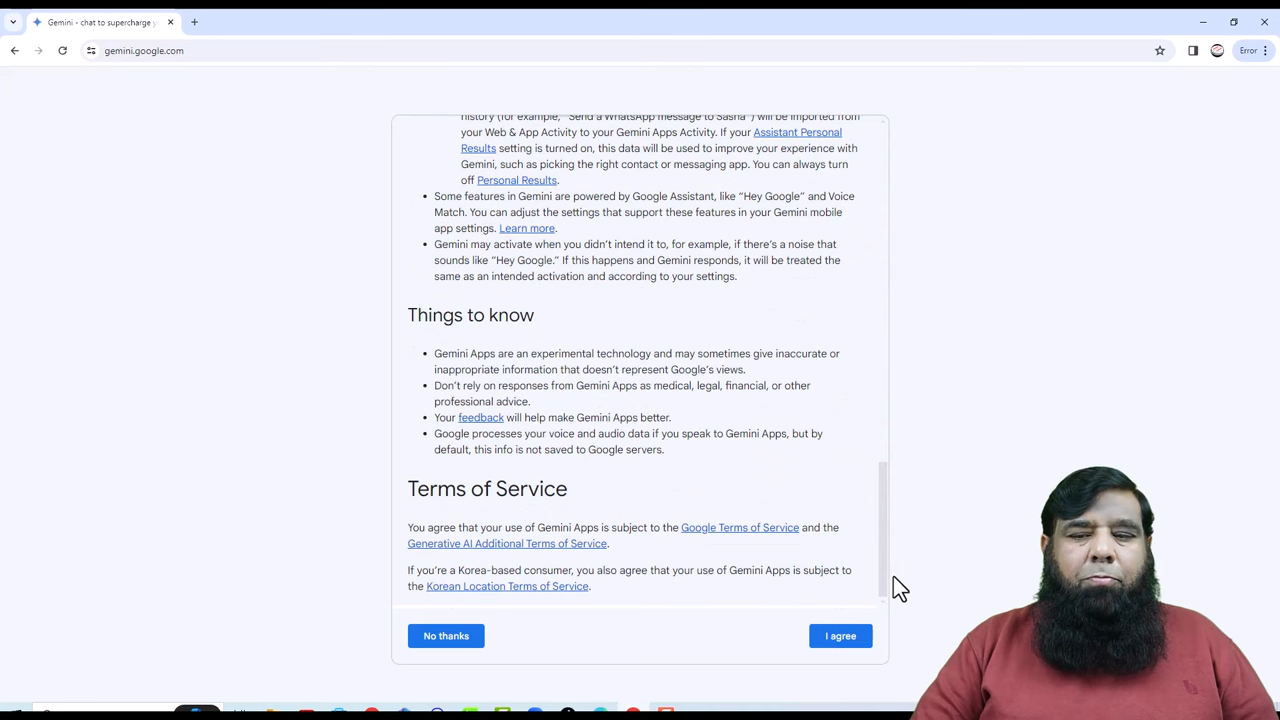 Gemini - chat to supercharge y
gemini.google.com
Error
history (for example, “Send a WhatsApp message to Sasha”) will be imported from
your Web & App Activity to your Gemini Apps Activity. If your Assistant Personal
Results setting is turned on, this data will be used to improve your experience with
Gemini, such as picking the right contact or messaging app. You can always turn
off Personal Results.
• Some features in Gemini are powered by Google Assistant, like “Hey Google” and Voice
Match. You can adjust the settings that support these features in your Gemini mobile
app settings. Learn more.
• Gemini may activate when you didn’t intend it to, for example, if there’s a noise that
sounds like “Hey Google.” If this happens and Gemini responds, it will be treated the
same as an intended activation and according to your settings.
Things to know
• Gemini Apps are an experimental technology and may sometimes give inaccurate or
inappropriate information that doesn’t represent Google’s views.
• Don’t rely on responses from Gemini Apps as medical, legal, financial, or other
professional advice.
• Your feedback will help make Gemini Apps better.
• Google processes your voice and audio data if you speak to Gemini Apps, but by
default, this info is not saved to Google servers.
Terms of Service
You agree that your use of Gemini Apps is subject to the Google Terms of Service and the
Generative AI Additional Terms of Service.
If you’re a Korea-based consumer, you also agree that your use of Gemini Apps is subject to
the Korean Location Terms of Service.
No thanks
I agree